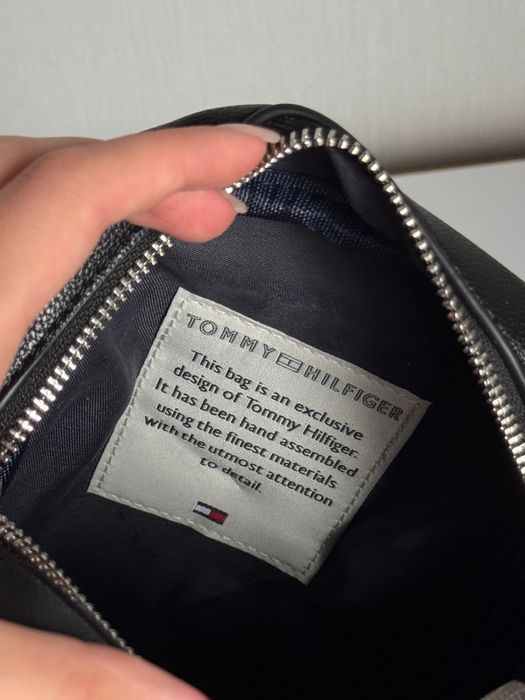 TOMMY HILFIGER
This bag is an exclusive
design of Tommy Hilfiger.
It has been hand assembled
using the finest materials
with the utmost attention
to detail.